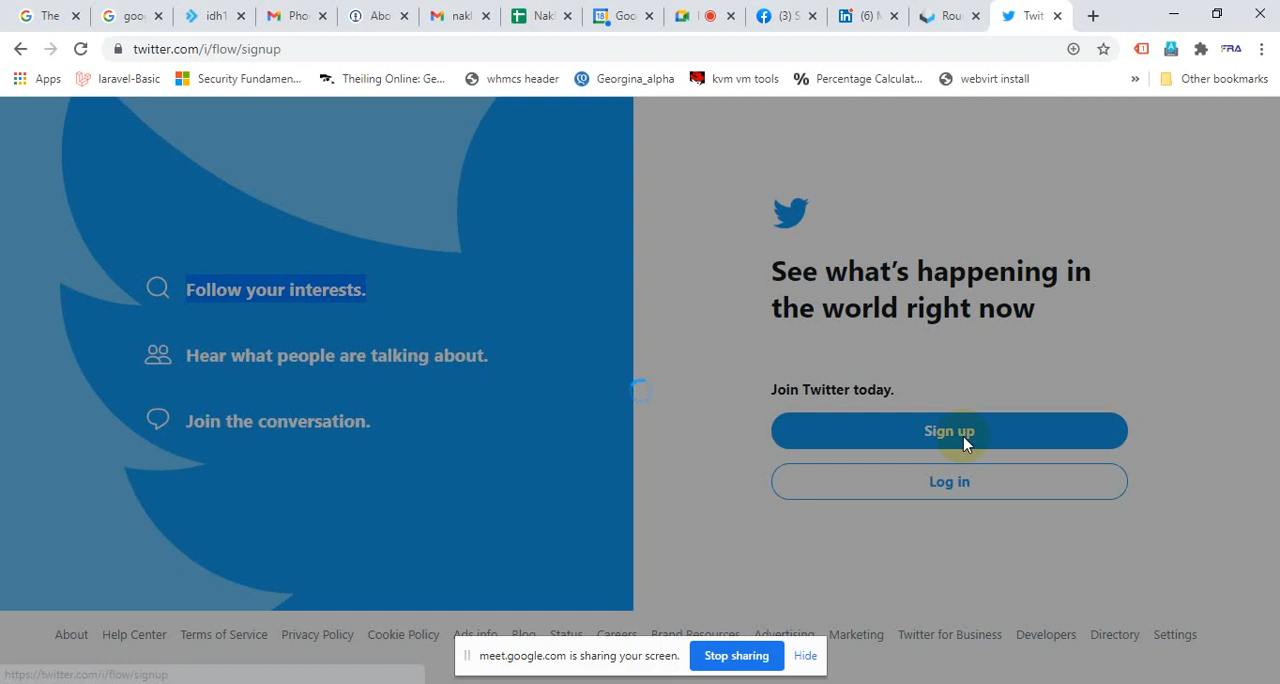 The
goo
idh1
Pho
Abo
nakl
Nakl
18
Goo
(3) S
in
(6) M
Rou
Twit
twitter.com/i/flow/signup
FRA
Apps
laravel-Basic
Security Fundamen...
Theiling Online: Ge...
whmcs header
Georgina_alpha
kvm vm tools
Percentage Calculat...
webvirt install
»
Other bookmarks
Follow your interests.
Hear what people are talking about.
Join the conversation.
See what's happening in
the world right now
Join Twitter today.
Sign up
Log in
About Help Center Terms of Service Privacy Policy Cookie Policy Ads info Blog Status Careers Brand Resources Advertising Marketing Twitter for Business Developers Directory Settings
meet.google.com is sharing your screen. Stop sharing Hide
https://twitter.com/i/flow/signup